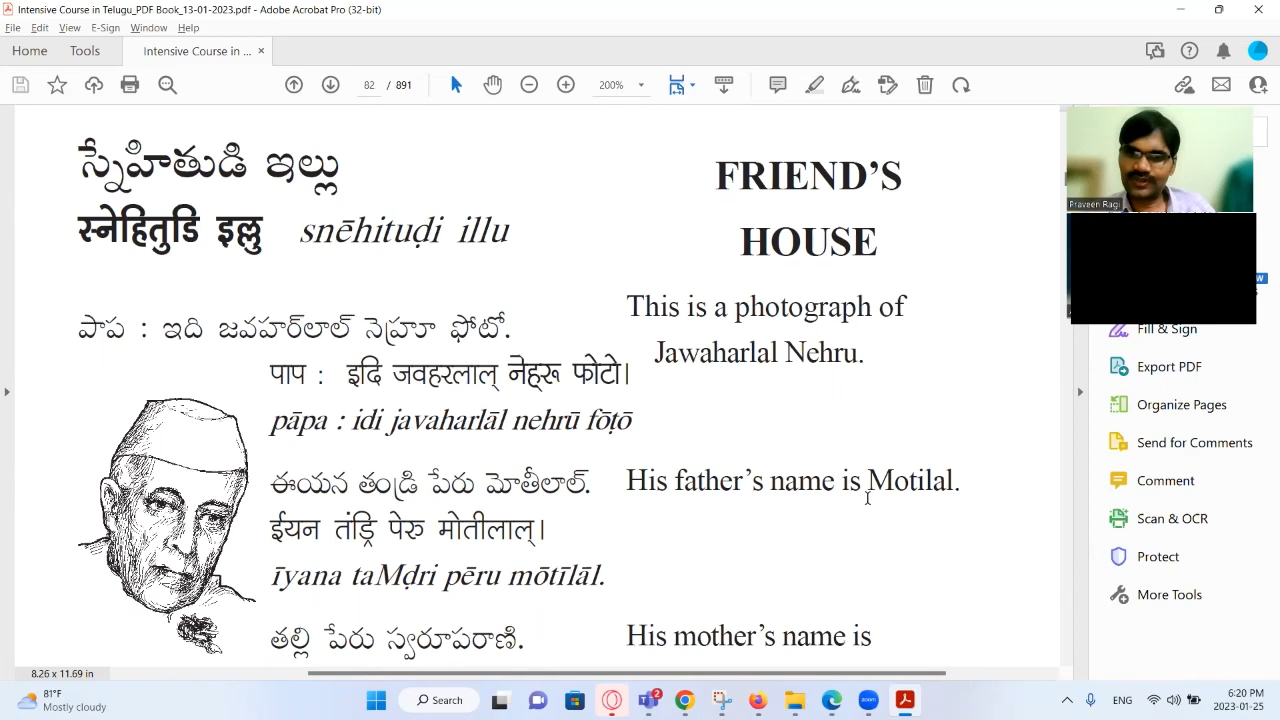 Intensive Course in Telugu_PDF Book_13-01-2023.pdf - Adobe Acrobat Pro (32-bit)
File Edit View E-Sign Window Help
Home Tools Intensive Course in ... ×
82 / 891 200%
స్నేహితుడి ఇల్లు
स्नेहितुडि इल्लु snēhituḍi illu
FRIEND'S
HOUSE
పాప : ఇది జవహర్‌లాల్ నెహ్రూ ఫోటో.
This is a photograph of
Jawaharlal Nehru.
पाप : इदि जवहरलाल् नेह्रू फोटो।
pāpa : idi javaharlāl nehrū fōṭō
ఈయన తండ్రి పేరు మోతీలాల్.
His father's name is Motilal.
ईयन तंड्रि पेरु मोतीलाल्।
īyana taMḍri pēru mōtīlāl.
తల్లి పేరు స్వరూపరాణి.
His mother's name is
8.26 x 11.69 in
Praveen Ragi
Fill & Sign
Export PDF
Organize Pages
Send for Comments
Comment
Scan & OCR
Protect
More Tools
81°F
Mostly cloudy
Search
2
zoom
ENG
6:20 PM
2023-01-25